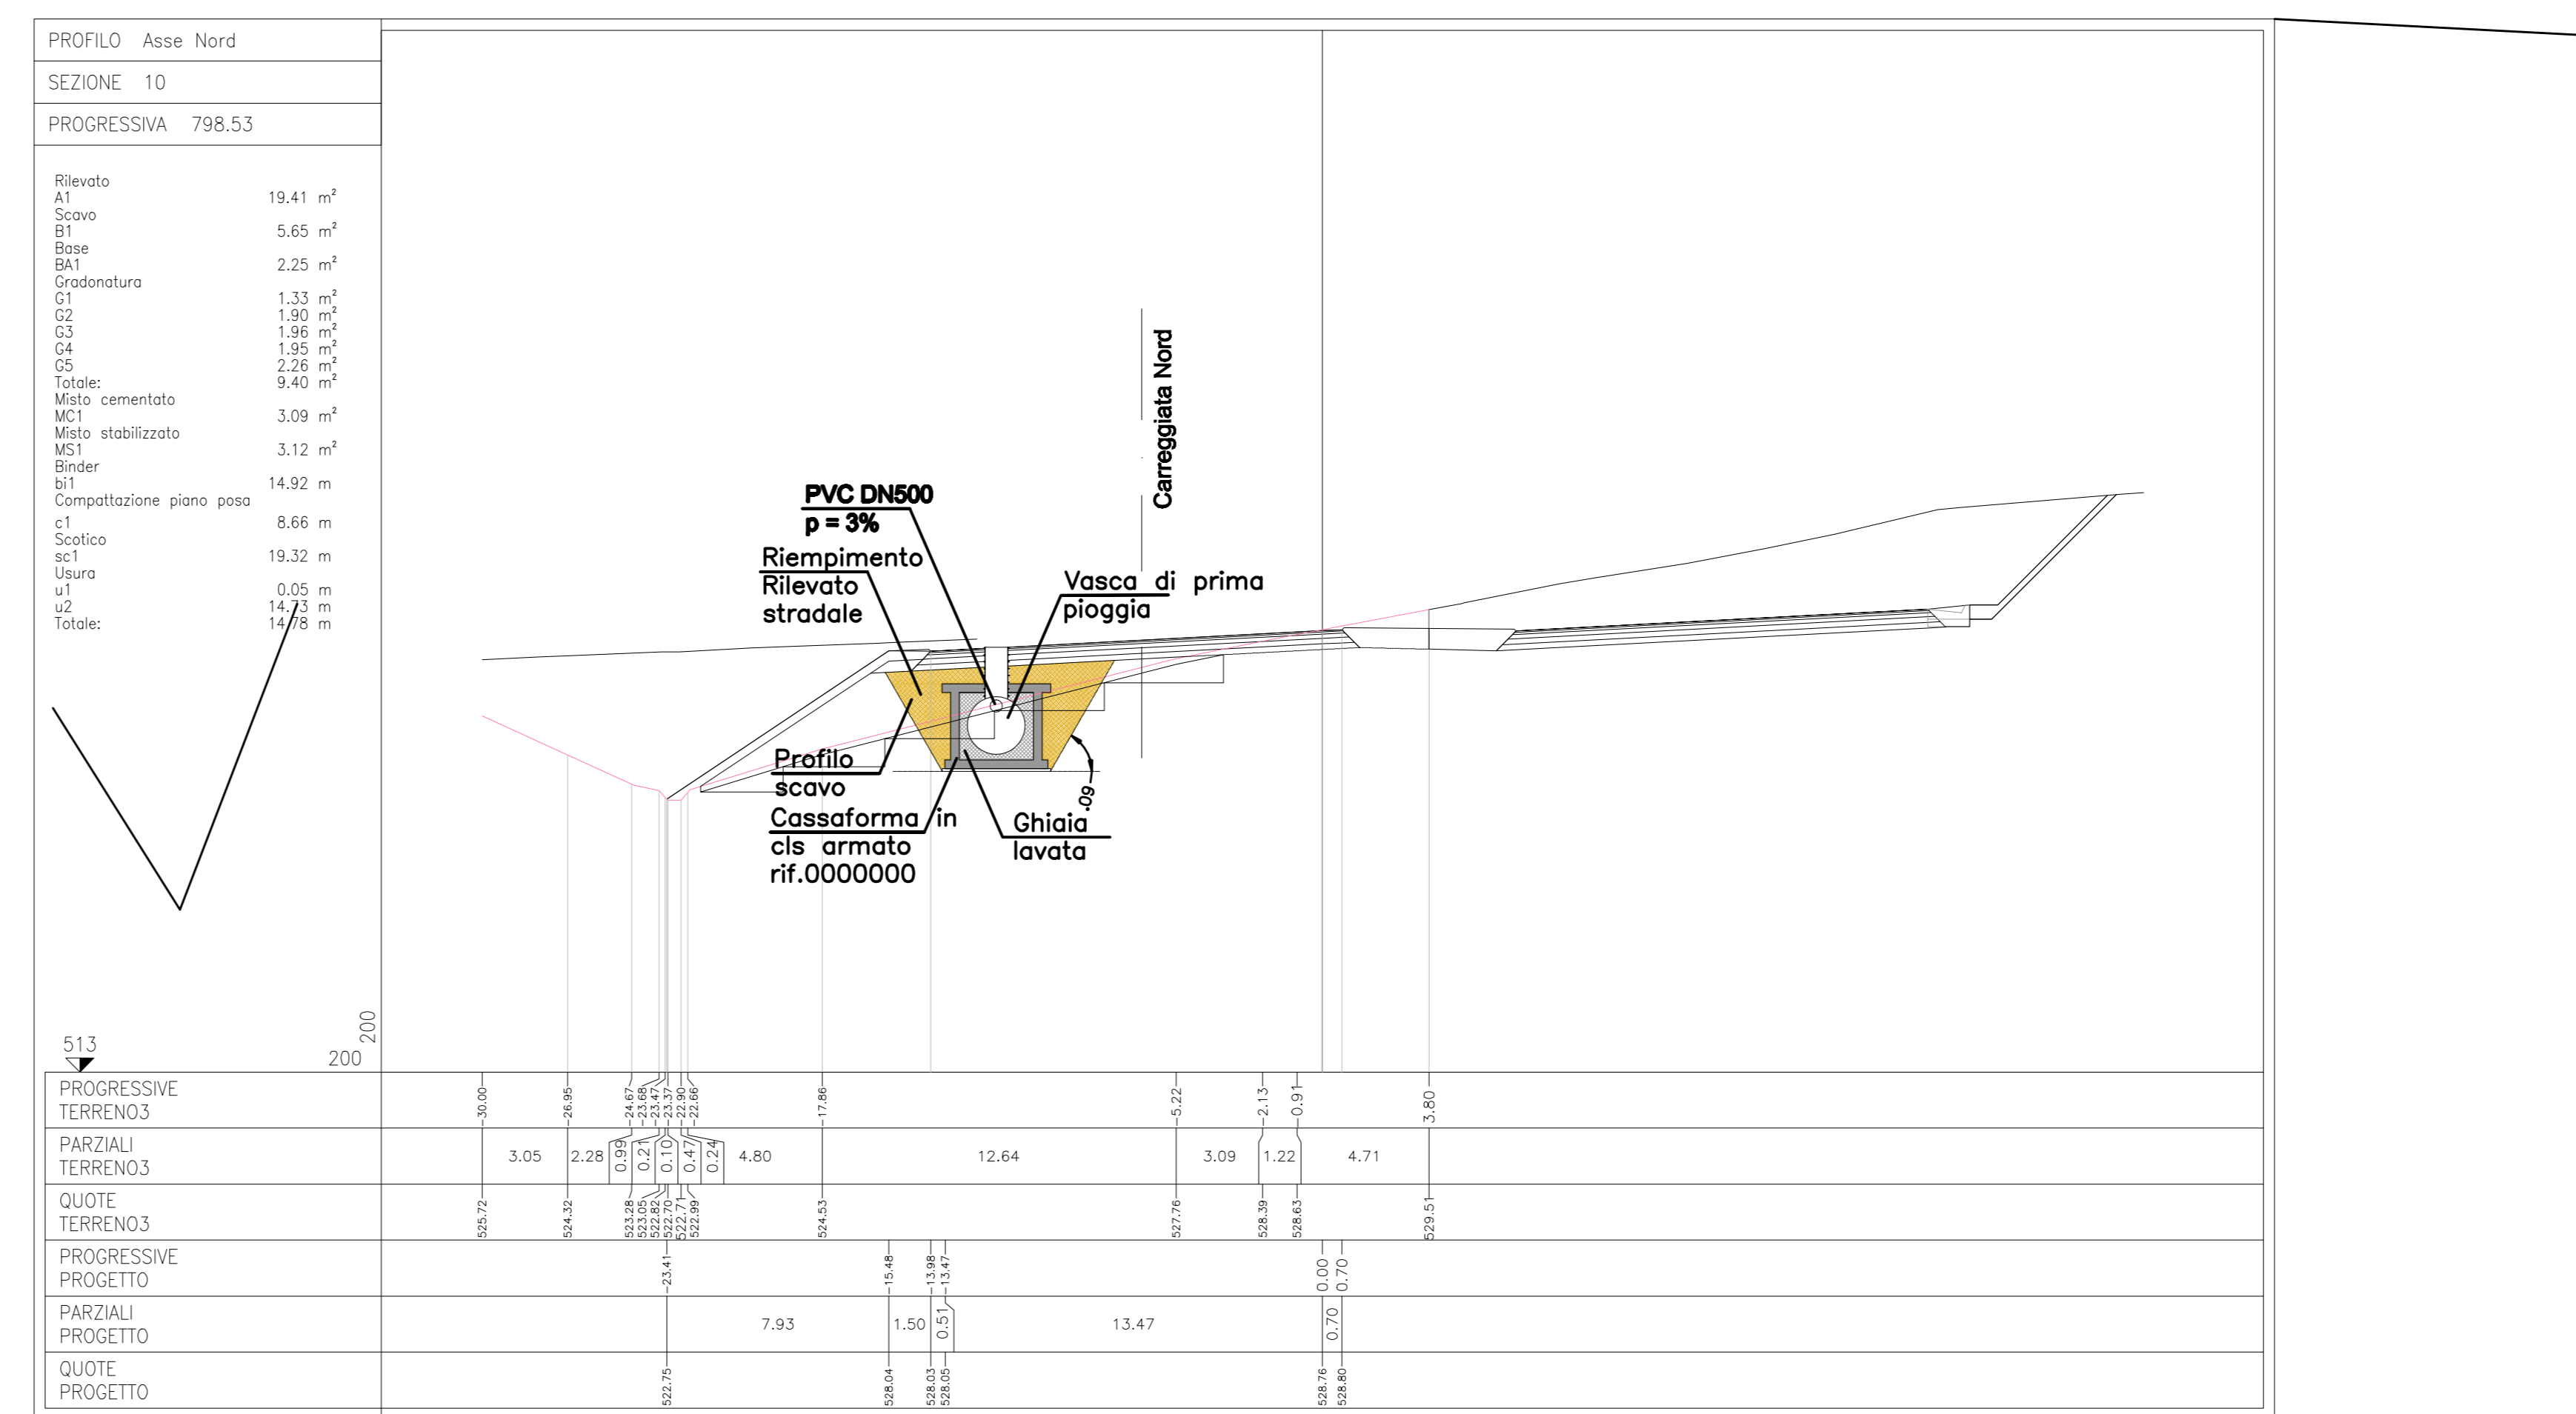 PROFILO Asse Nord
SEZIONE 10
PROGRESSIVA 798.53
Rilevato
A1 19.41 m²
Scavo
B1 5.65 m²
Base
BA1 2.25 m²
Gradonatura
G1 1.33 m²
G2 1.90 m²
G3 1.96 m²
G4 1.95 m²
G5 2.26 m²
Totale: 9.40 m²
Misto cementato
MC1 3.09 m²
Misto stabilizzato
MS1 3.12 m²
Binder
bi1 14.92 m
Compattazione piano posa
c1 8.66 m
Scotico
sc1 19.32 m
Usura
u1 0.05 m
u2 14.73 m
Totale: 14.78 m
Carreggiata Nord
PVC DN500
p = 3%
Riempimento
Rilevato
stradale
Vasca di prima
pioggia
Profilo
scavo
Cassaforma in
cls armato
rif.0000000
Ghiaia
lavata
60°
513
200
200
PROGRESSIVE
TERRENO3
-30.00 -26.95 -24.67 -23.68 -23.47 -23.37 -22.90 -22.66 -17.86 -5.22 -2.13 -0.91 3.80
PARZIALI
TERRENO3
3.05 2.28 0.99 0.21 0.10 0.47 0.24 4.80 12.64 3.09 1.22 4.71
QUOTE
TERRENO3
525.72 524.32 523.28 523.05 522.82 522.70 522.71 522.99 524.53 527.76 528.39 528.63 529.51
PROGRESSIVE
PROGETTO
-23.41 -15.48 -13.98 -13.47 0.00 0.70
PARZIALI
PROGETTO
7.93 1.50 0.51 13.47 0.70
QUOTE
PROGETTO
522.75 528.04 528.03 528.05 528.76 528.80